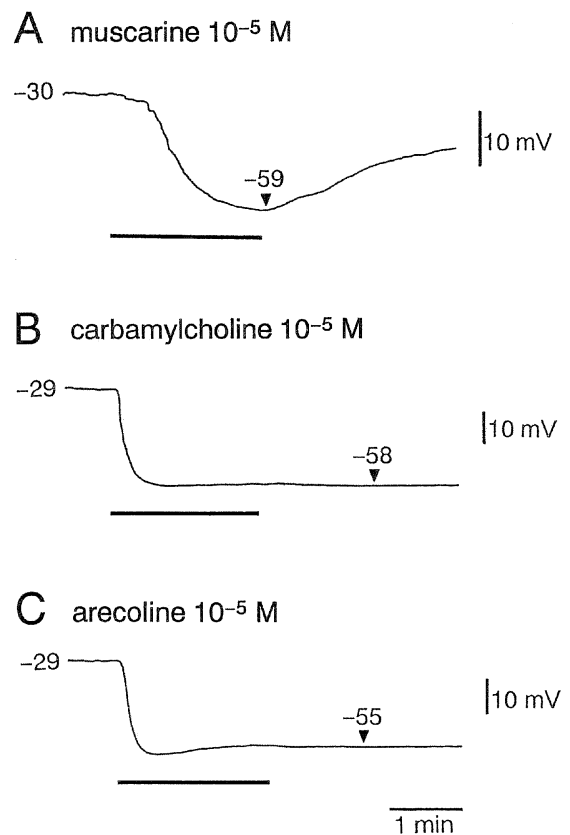 A muscarine 10⁻⁵ M
−30
10 mV
−59
B carbamylcholine 10⁻⁵ M
−29
10 mV
−58
C arecoline 10⁻⁵ M
−29
10 mV
−55
1 min